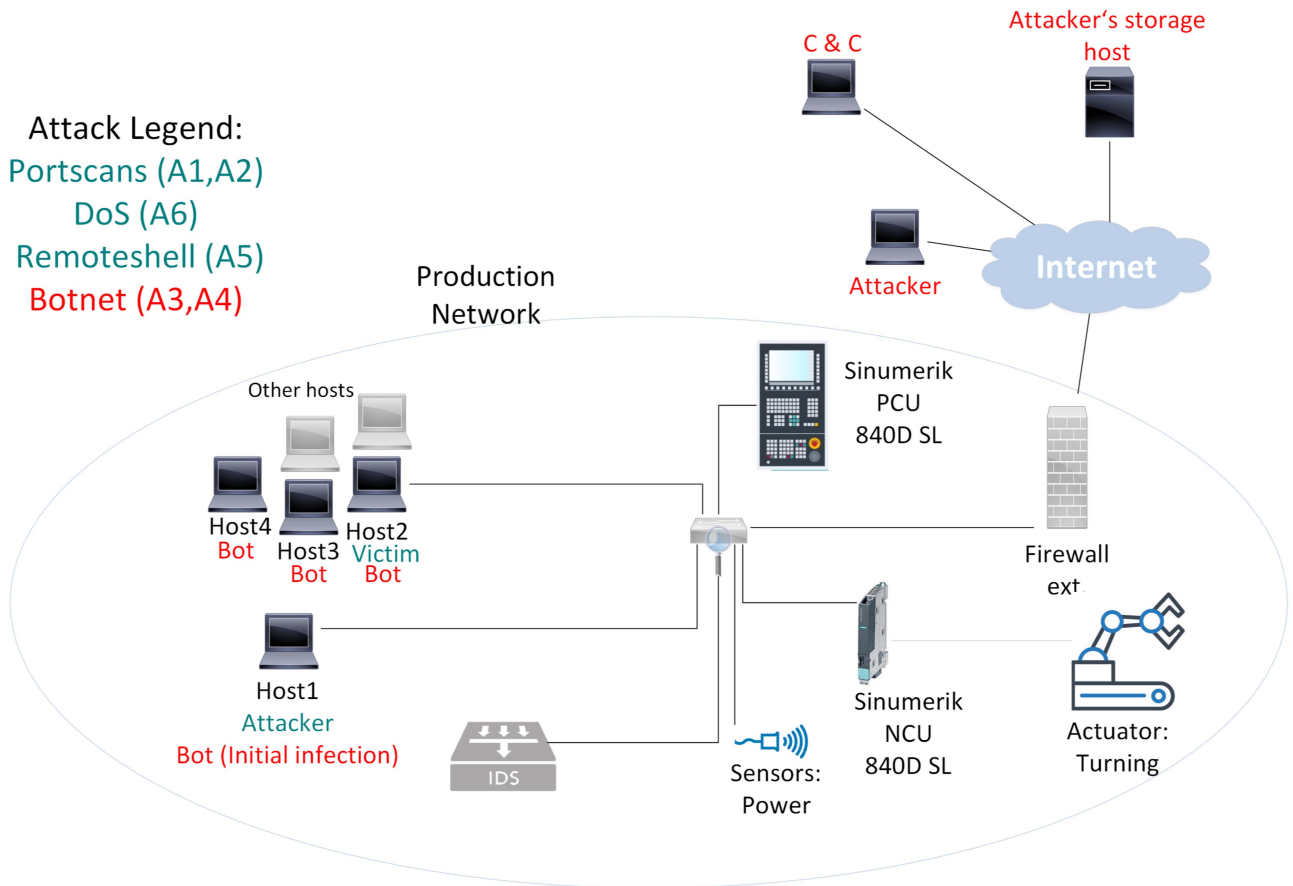 C & C
Attacker‘s storage
host
Attack Legend:
Portscans (A1,A2)
DoS (A6)
Remoteshell (A5)
Botnet (A3,A4)
Attacker
Internet
Production
Network
Other hosts
Host4
Bot
Host3
Bot
Host2
Victim
Bot
Sinumerik
PCU
840D SL
Firewall
ext.
Host1
Attacker
Bot (Initial infection)
IDS
Sensors:
Power
Sinumerik
NCU
840D SL
Actuator:
Turning